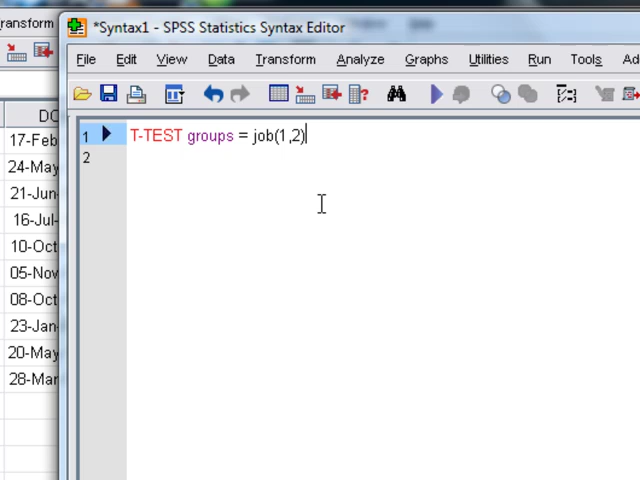 *Syntax1 - SPSS Statistics Syntax Editor
ransform
File Edit View Data Transform Analyze Graphs Utilities Run Tools Ad
DO
1 T-TEST groups = job(1,2)
2
17-Feb
24-May
21-Jun
16-Jul-
10-Oct
05-Nov
08-Oct
23-Jan
20-May
28-Mar